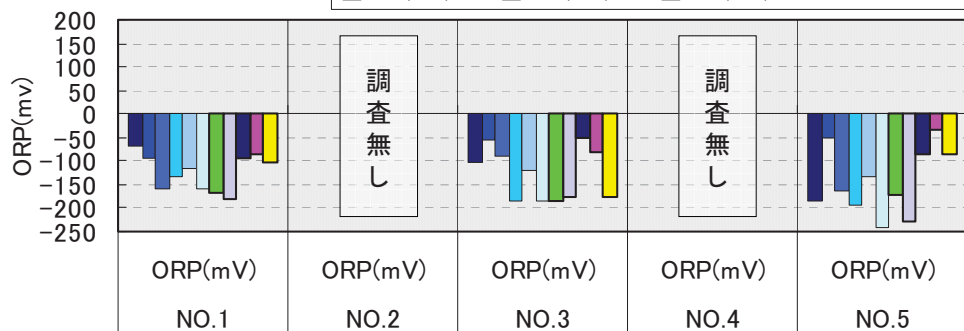 200
150
100
50
0
-50
-100
-150
-200
-250
ORP(mv)
調査無し
調査無し
ORP(mV) ORP(mV) ORP(mV) ORP(mV) ORP(mV)
NO.1 NO.2 NO.3 NO.4 NO.5